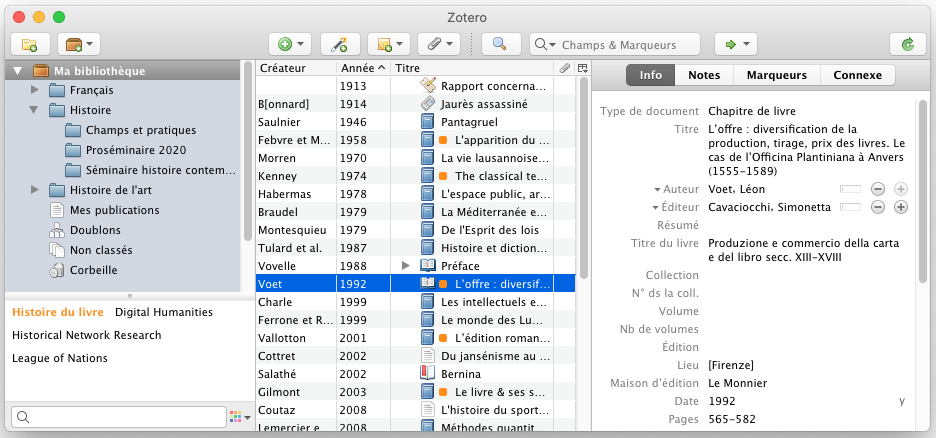 Zotero
Champs & Marqueurs
Ma bibliothèque
Français
Histoire
Champs et pratiques
Proséminaire 2020
Séminaire histoire contem...
Histoire de l'art
Mes publications
Doublons
Non classés
Corbeille
Histoire du livre Digital Humanities
Historical Network Research
League of Nations
Créateur Année Titre
1913 Rapport concerna...
B[onnard] 1914 Jaurès assassiné
Saulnier 1946 Pantagruel
Febvre et M... 1958 L'apparition du ...
Morren 1970 La vie lausannoise...
Kenney 1974 The classical te...
Habermas 1978 L'espace public, ar...
Braudel 1979 La Méditerranée e...
Montesquieu 1979 De l'Esprit des lois
Tulard et al. 1987 Histoire et diction...
Vovelle 1988 Préface
Voet 1992 L'offre : diversif...
Charle 1999 Les intellectuels e...
Ferrone et R... 1999 Le monde des Lu...
Vallotton 2001 L'édition roman...
Cottret 2002 Du jansénisme au ...
Salathé 2002 Bernina
Gilmont 2003 Le livre & ses s...
Coutaz 2008 L'histoire du sport...
Lemercier e... 2008 Méthodes quantit...
Info Notes Marqueurs Connexe
Type de document Chapitre de livre
Titre L'offre : diversification de la
production, tirage, prix des livres. Le
cas de l'Officina Plantiniana à Anvers
(1555-1589)
Auteur Voet, Léon
Éditeur Cavaciocchi, Simonetta
Résumé
Titre du livre Produzione e commercio della carta
e del libro secc. XIII-XVIII
Collection
N° ds la coll.
Volume
Nb de volumes
Édition
Lieu [Firenze]
Maison d'édition Le Monnier
Date 1992 y
Pages 565-582